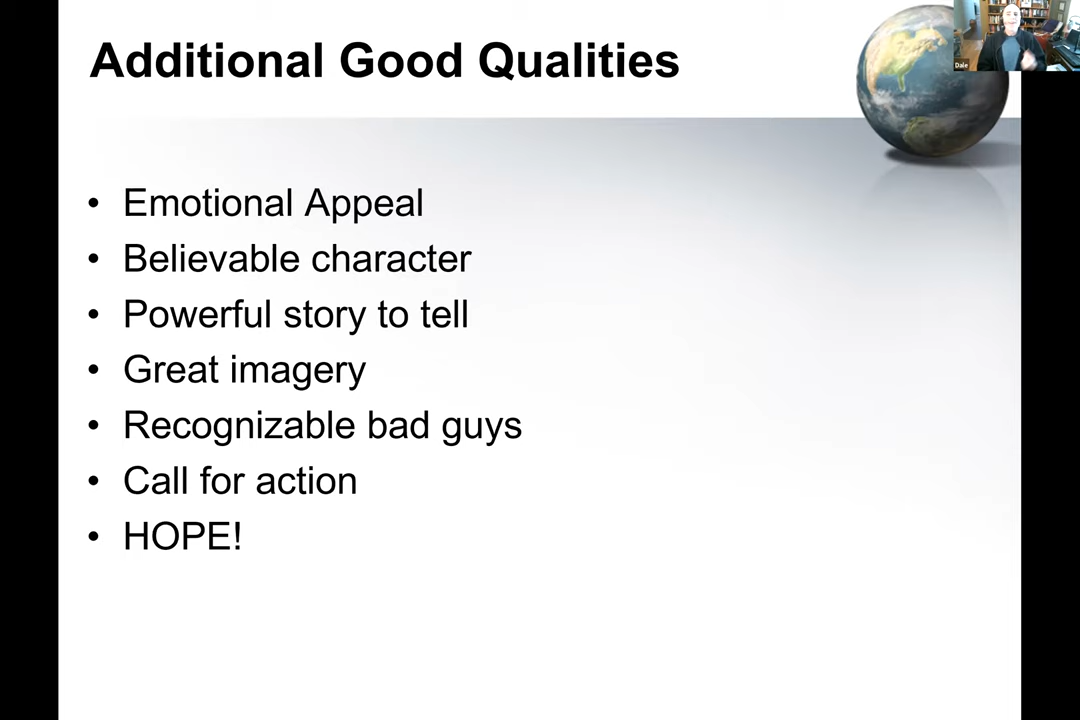 Additional Good Qualities
Dale
• Emotional Appeal
• Believable character
• Powerful story to tell
• Great imagery
• Recognizable bad guys
• Call for action
• HOPE!